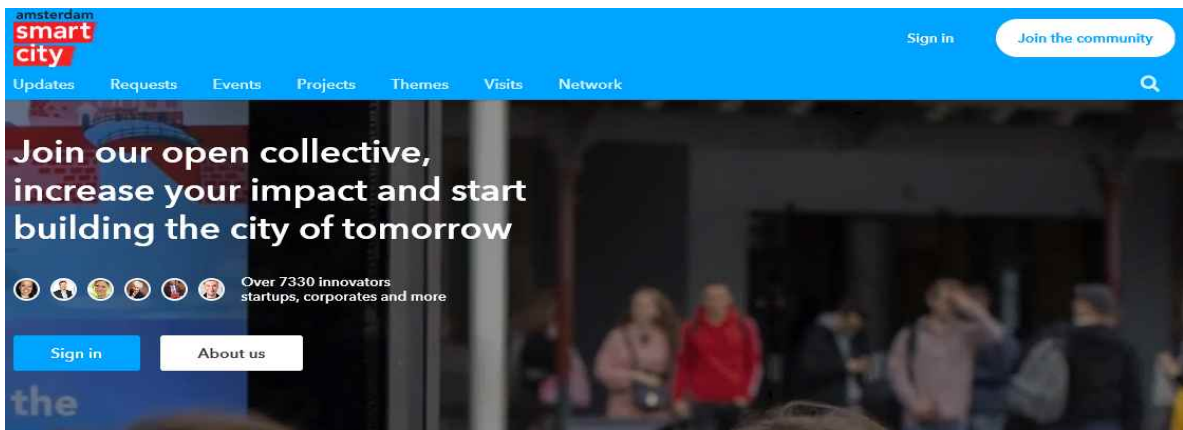 amsterdam
smart
city
Sign in
Join the community
Updates Requests Events Projects Themes Visits Network
Join our open collective,
increase your impact and start
building the city of tomorrow
Over 7330 innovators
startups, corporates and more
Sign in
About us
the